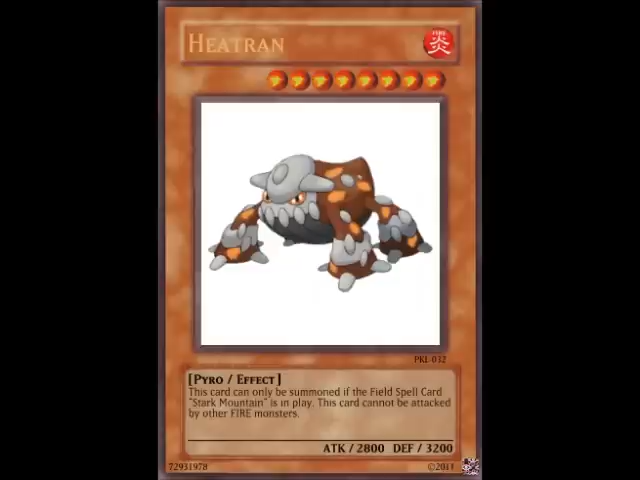 HEATRAN
FIRE
炎
PKL-032
[PYRO / EFFECT]
This card can only be summoned if the Field Spell Card
"Stark Mountain" is in play. This card cannot be attacked
by other FIRE monsters.
ATK / 2800 DEF / 3200
72931978
©2011